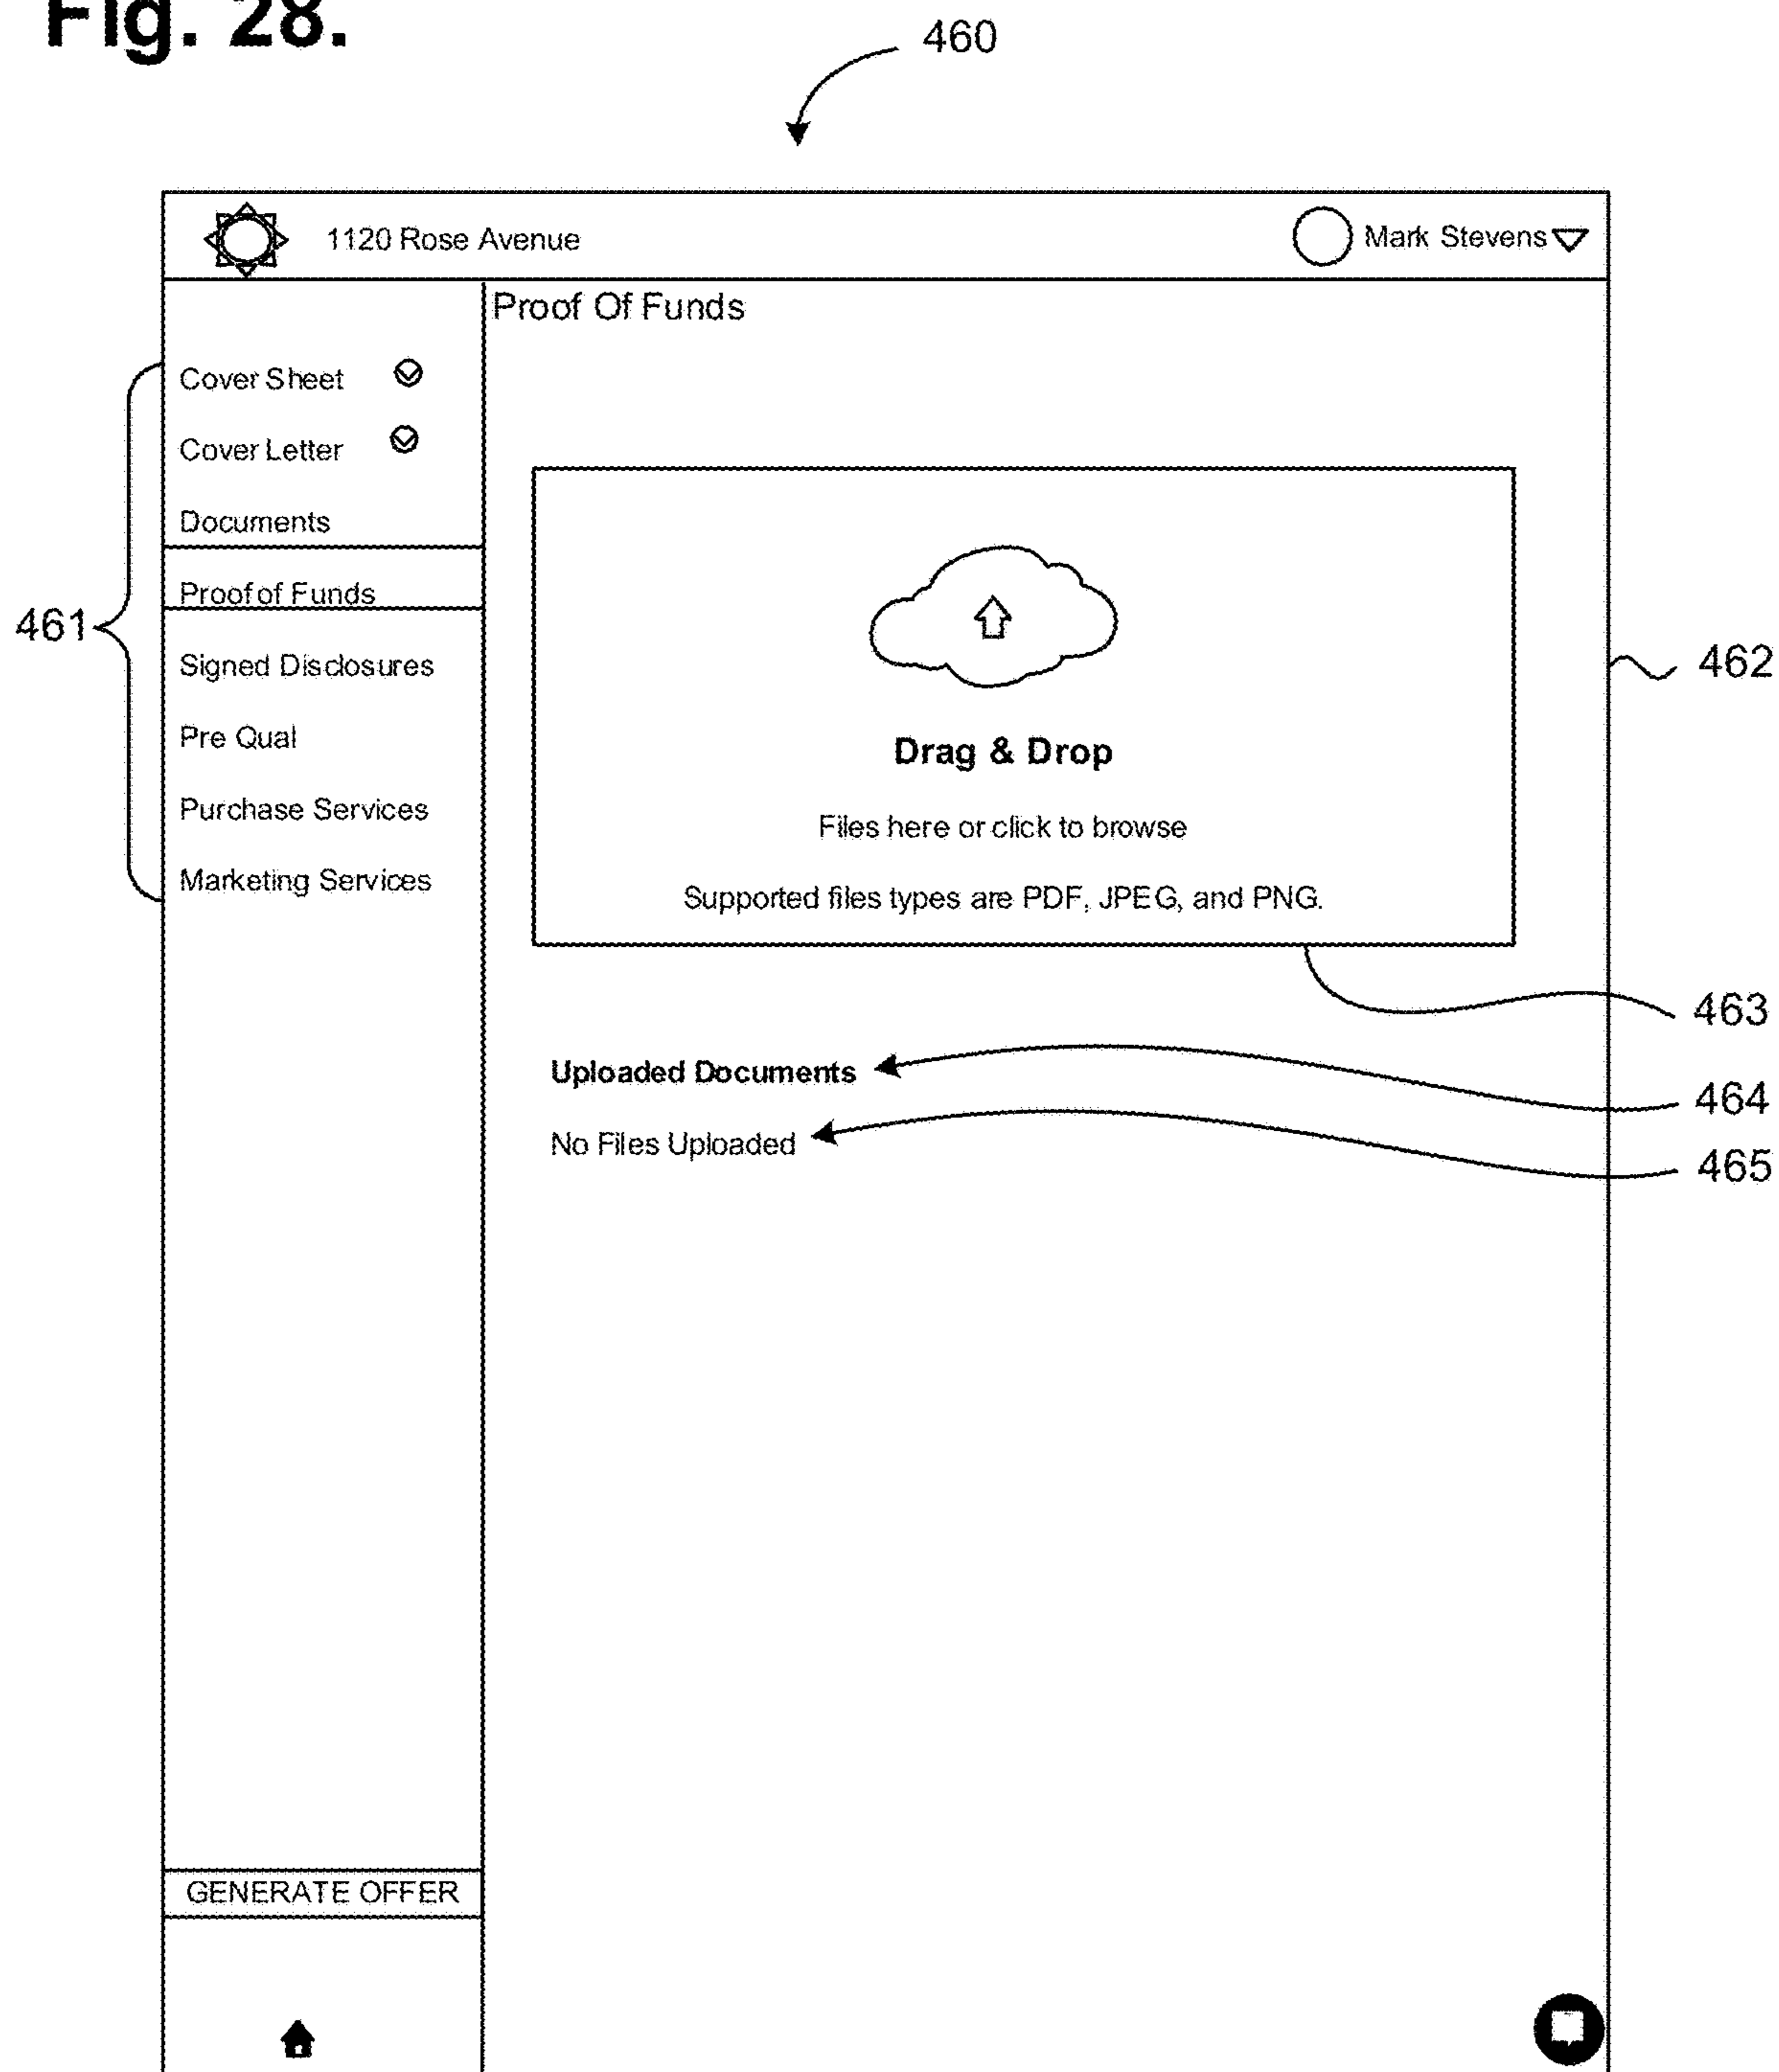 Fig. 28.
460
1120 Rose Avenue
Mark Stevens
Proof Of Funds
Cover Sheet
Cover Letter
Documents
Proof of Funds
461
Signed Disclosures
Pre Qual
Purchase Services
Marketing Services
462
Drag & Drop
Files here or click to browse
Supported files types are PDF, JPEG, and PNG.
463
Uploaded Documents
464
No Files Uploaded
465
GENERATE OFFER